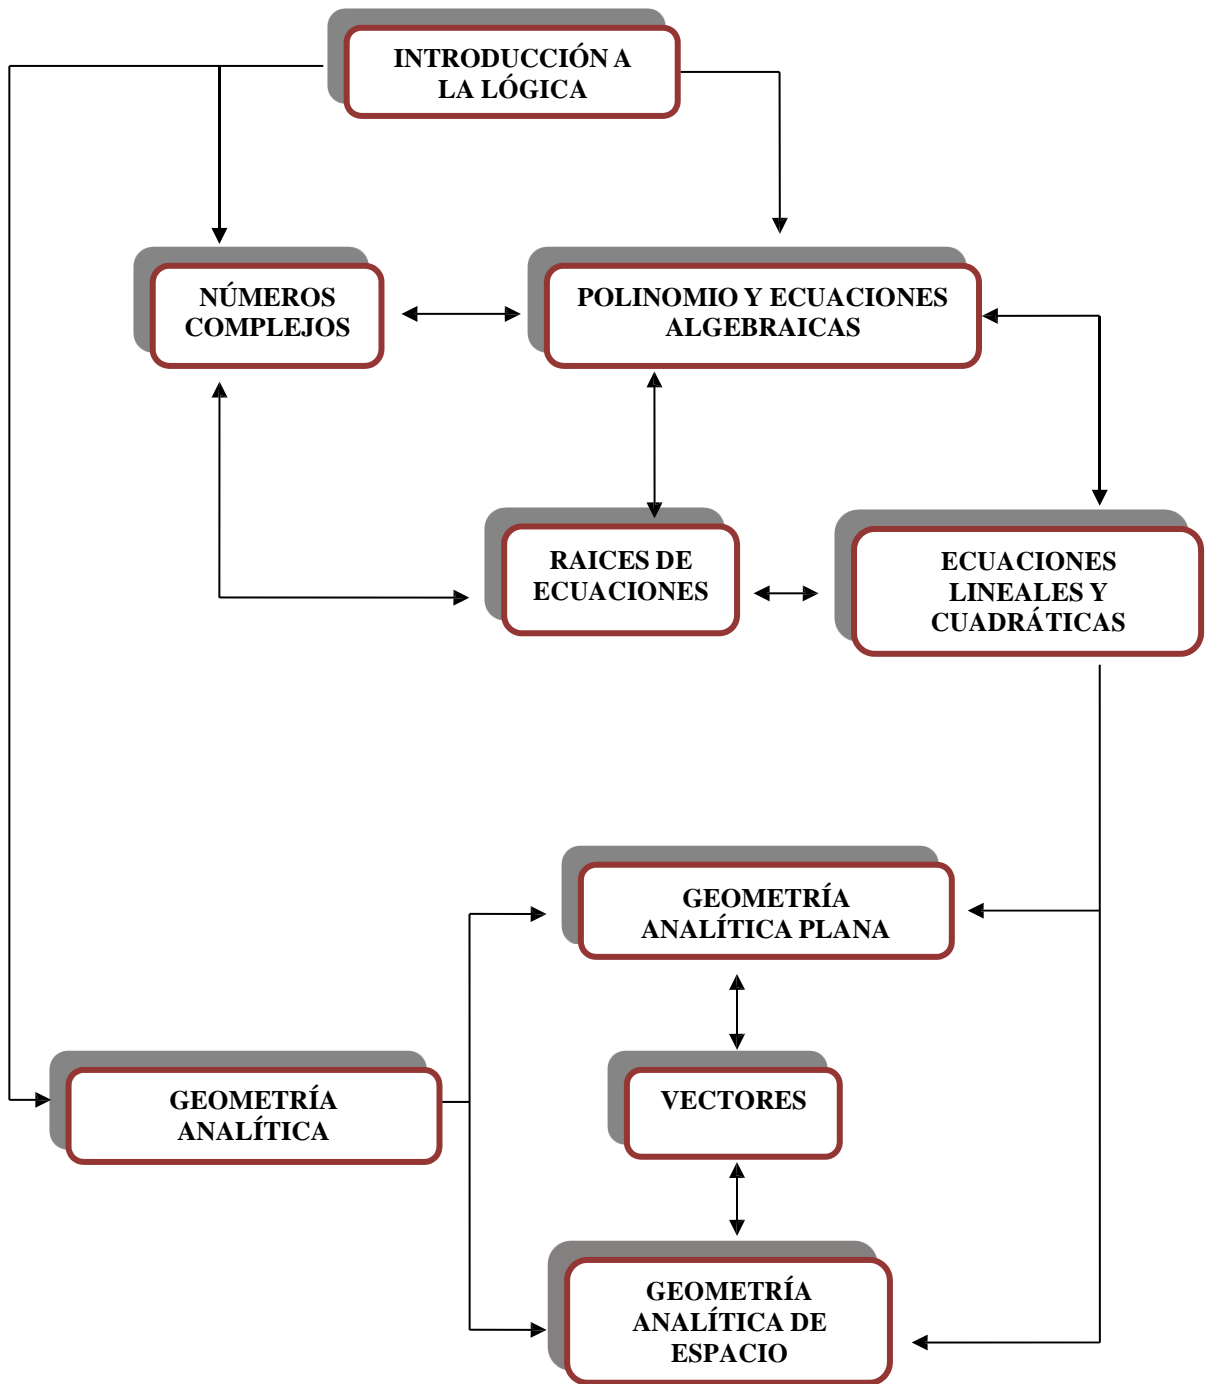 INTRODUCCIÓN A
LA LÓGICA
NÚMEROS
COMPLEJOS
POLINOMIO Y ECUACIONES
ALGEBRAICAS
RAICES DE
ECUACIONES
ECUACIONES
LINEALES Y
CUADRÁTICAS
GEOMETRÍA
ANALÍTICA PLANA
GEOMETRÍA
ANALÍTICA
VECTORES
GEOMETRÍA
ANALÍTICA DE
ESPACIO